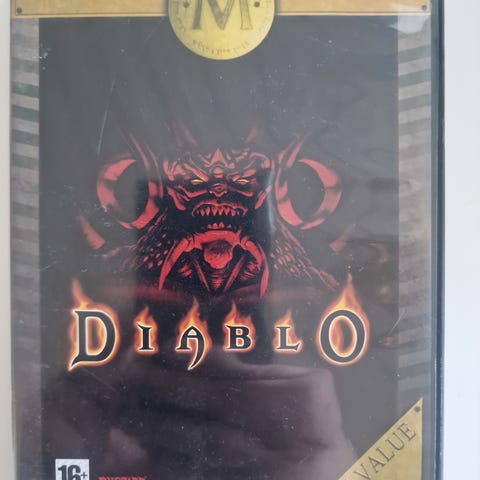 M
DIABLO
16+
VALUE